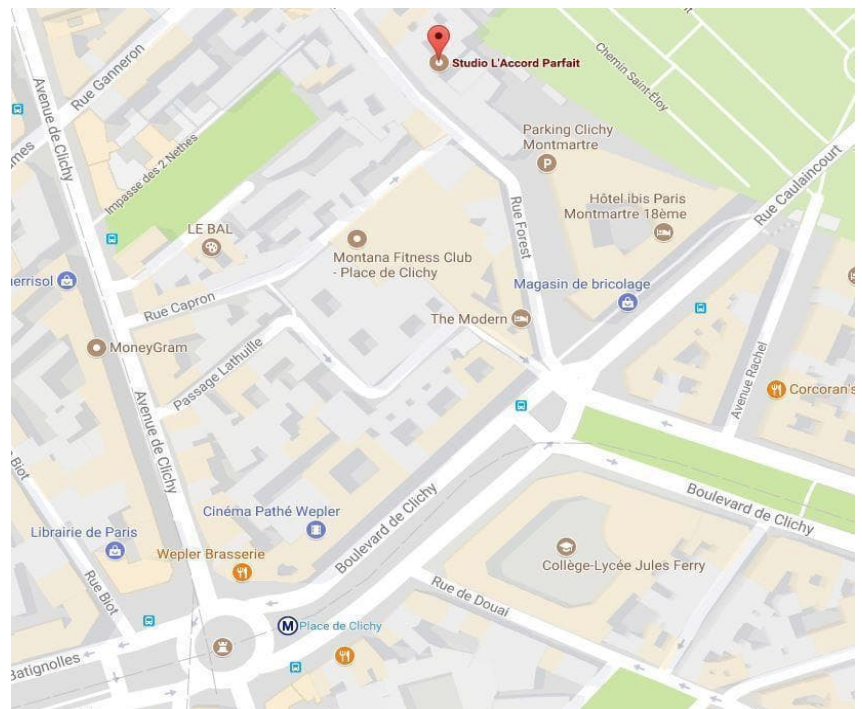 Studio L'Accord Parfait
Avenue de Clichy
Rue Ganneron
Chemin Saint-Éloy
Parking Clichy
Montmartre
P
Impasse des 2 Nethes
Rue Caulaincourt
Hôtel ibis Paris
Montmartre 18ème
LE BAL
Rue Forest
Montana Fitness Club
- Place de Clichy
Magasin de bricolage
Rue Capron
The Modern
MoneyGram
Passage Lathuille
Avenue Rachel
Corcoran's
Avenue de Clichy
Boulevard de Clichy
Biot
Cinéma Pathé Wepler
Boulevard de Clichy
Librairie de Paris
Wepler Brasserie
Collège-Lycée Jules Ferry
Rue Biot
Rue de Douai
M
Place de Clichy
Batignolles